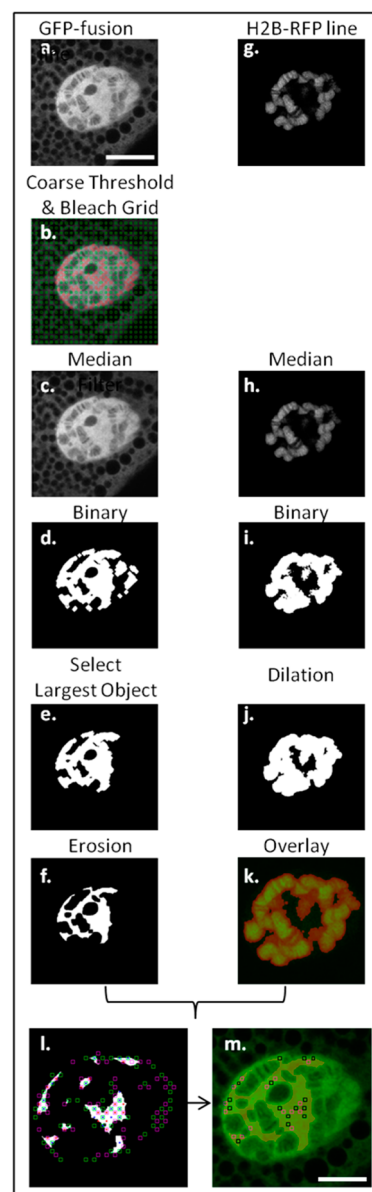 GFP-fusion
H2B-RFP line
a.
g.
Coarse Threshold
& Bleach Grid
b.
Median
Filter
Median
c.
h.
Binary
Binary
d.
i.
Select
Largest Object
Dilation
e.
j.
Erosion
Overlay
f.
k.
l.
m.